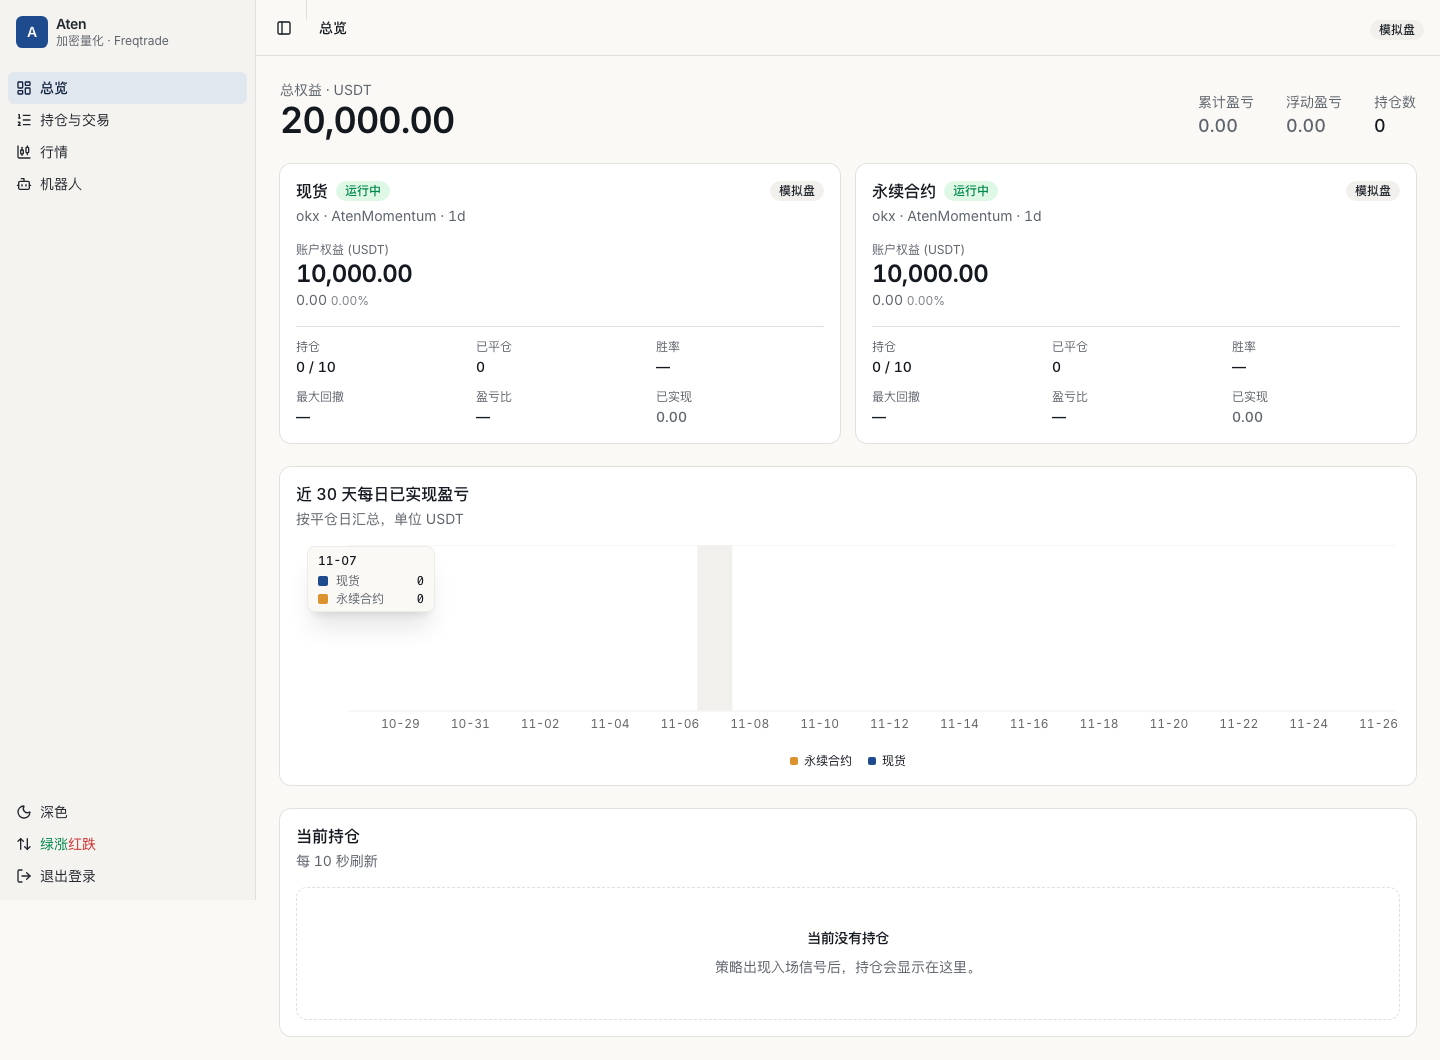 A
Aten
加密量化 · Freqtrade
总览
持仓与交易
行情
机器人
深色
绿涨红跌
退出登录
总览
模拟盘
总权益 · USDT
20,000.00
累计盈亏
0.00
浮动盈亏
0.00
持仓数
0
现货
运行中
模拟盘
okx · AtenMomentum · 1d
账户权益 (USDT)
10,000.00
0.00 0.00%
持仓
0 / 10
已平仓
0
胜率
—
最大回撤
—
盈亏比
—
已实现
0.00
永续合约
运行中
模拟盘
okx · AtenMomentum · 1d
账户权益 (USDT)
10,000.00
0.00 0.00%
持仓
0 / 10
已平仓
0
胜率
—
最大回撤
—
盈亏比
—
已实现
0.00
近 30 天每日已实现盈亏
按平仓日汇总，单位 USDT
11-07
现货 0
永续合约 0
10-29 10-31 11-02 11-04 11-06 11-08 11-10 11-12 11-14 11-16 11-18 11-20 11-22 11-24 11-26
永续合约 现货
当前持仓
每 10 秒刷新
当前没有持仓
策略出现入场信号后，持仓会显示在这里。